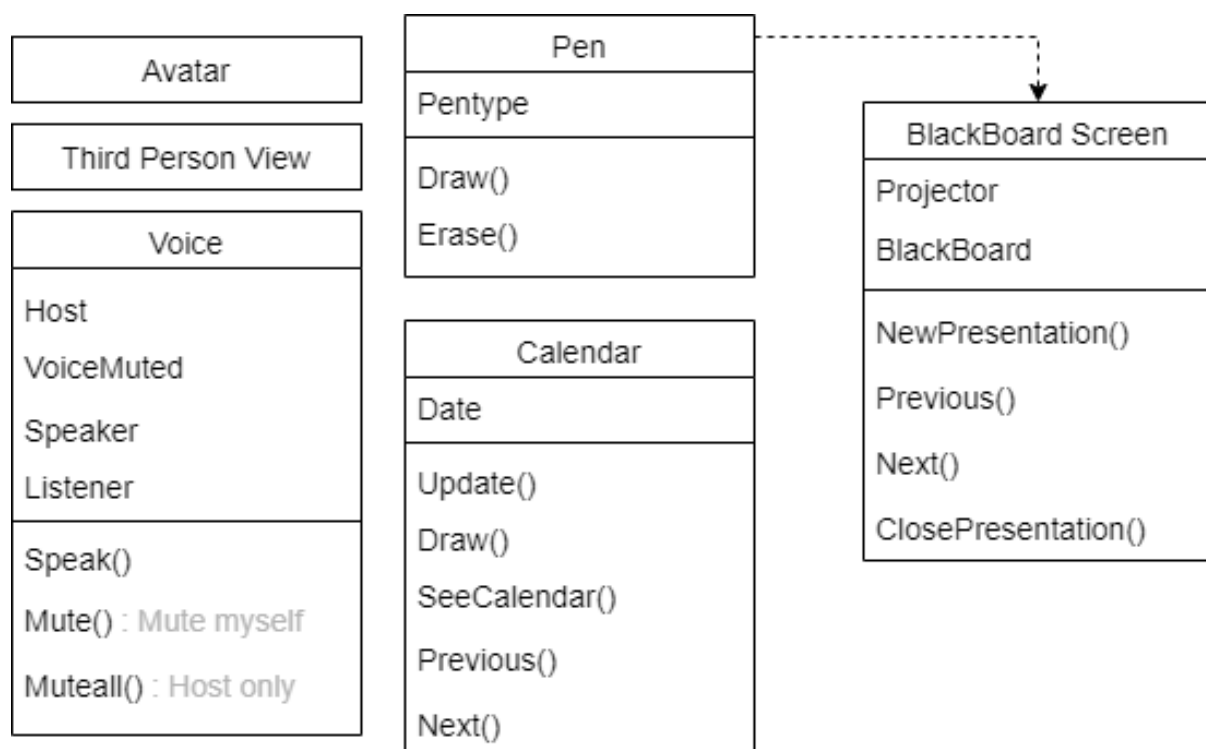 Avatar
Third Person View
Voice
Host
VoiceMuted
Speaker
Listener
Speak()
Mute() : Mute myself
Muteall() : Host only
Pen
Pentype
Draw()
Erase()
Calendar
Date
Update()
Draw()
SeeCalendar()
Previous()
Next()
BlackBoard Screen
Projector
BlackBoard
NewPresentation()
Previous()
Next()
ClosePresentation()